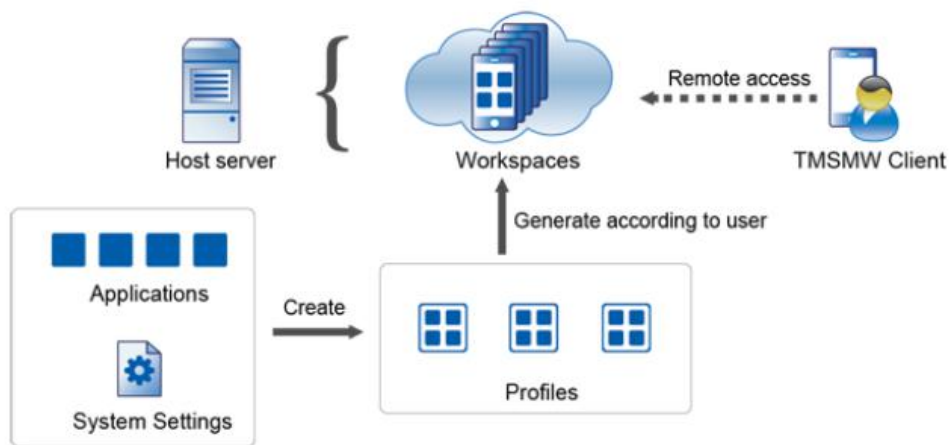 Remote access
Host server
Workspaces
TMSMW Client
Generate according to user
Applications
Create
System Settings
Profiles